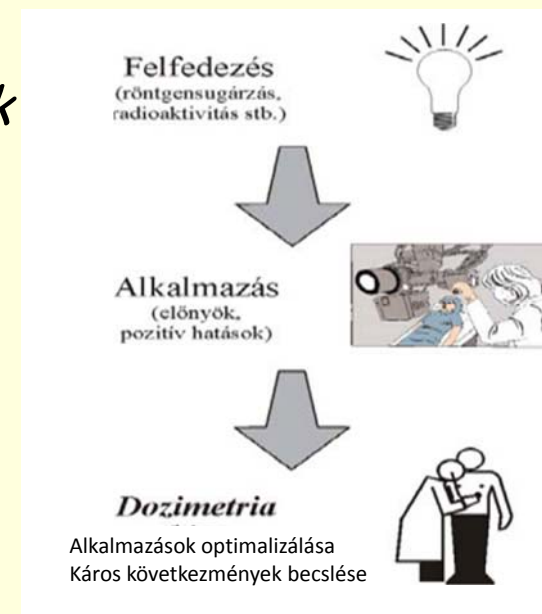 Felfedezés
(röntgensugárzás,
radioaktivitás stb.)
Alkalmazás
(előnyök,
pozitív hatások)
Dozimetria
Alkalmazások optimalizálása
Káros következmények becslése